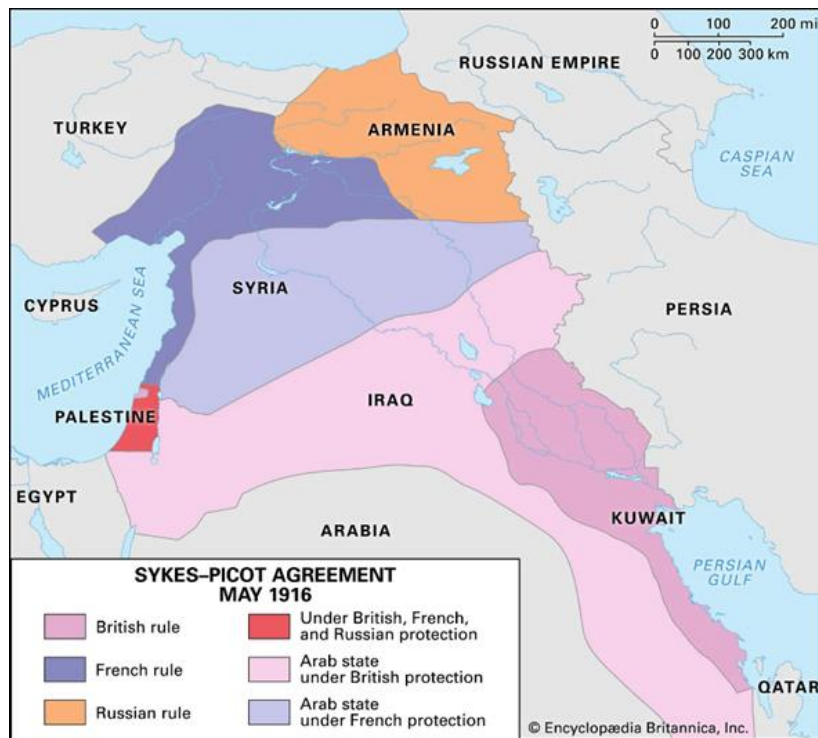 0 100 200 mi
0 100 200 300 km
RUSSIAN EMPIRE
TURKEY
ARMENIA
CASPIAN
SEA
SYRIA
CYPRUS
MEDITERRANEAN SEA
PERSIA
PALESTINE
IRAQ
EGYPT
ARABIA
KUWAIT
PERSIAN
GULF
QATAR
SYKES–PICOT AGREEMENT
MAY 1916
British rule
French rule
Russian rule
Under British, French,
and Russian protection
Arab state
under British protection
Arab state
under French protection
© Encyclopædia Britannica, Inc.